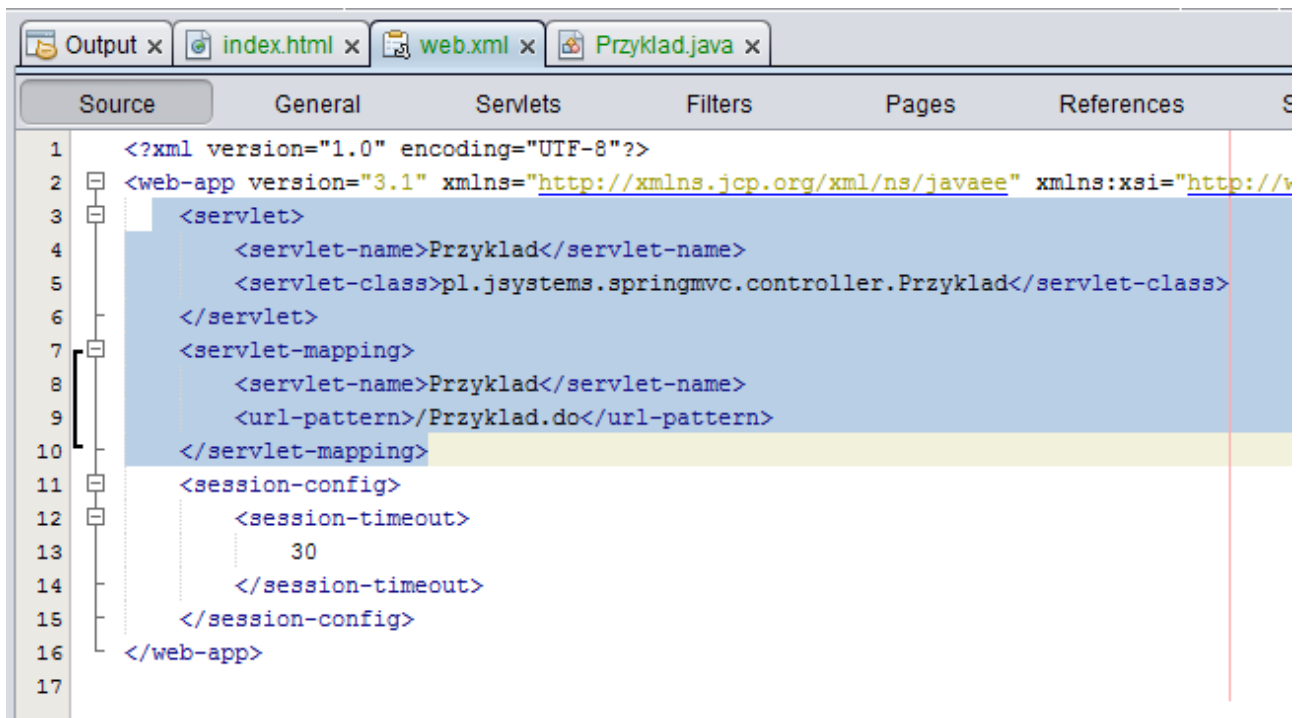 Output x index.html x web.xml x Przyklad.java x
Source General Servlets Filters Pages References
1 <?xml version="1.0" encoding="UTF-8"?>
2 <web-app version="3.1" xmlns="http://xmlns.jcp.org/xml/ns/javaee" xmlns:xsi="http://
3 <servlet>
4 <servlet-name>Przyklad</servlet-name>
5 <servlet-class>pl.jsystems.springmvc.controller.Przyklad</servlet-class>
6 </servlet>
7 <servlet-mapping>
8 <servlet-name>Przyklad</servlet-name>
9 <url-pattern>/Przyklad.do</url-pattern>
10 </servlet-mapping>
11 <session-config>
12 <session-timeout>
13 30
14 </session-timeout>
15 </session-config>
16 </web-app>
17